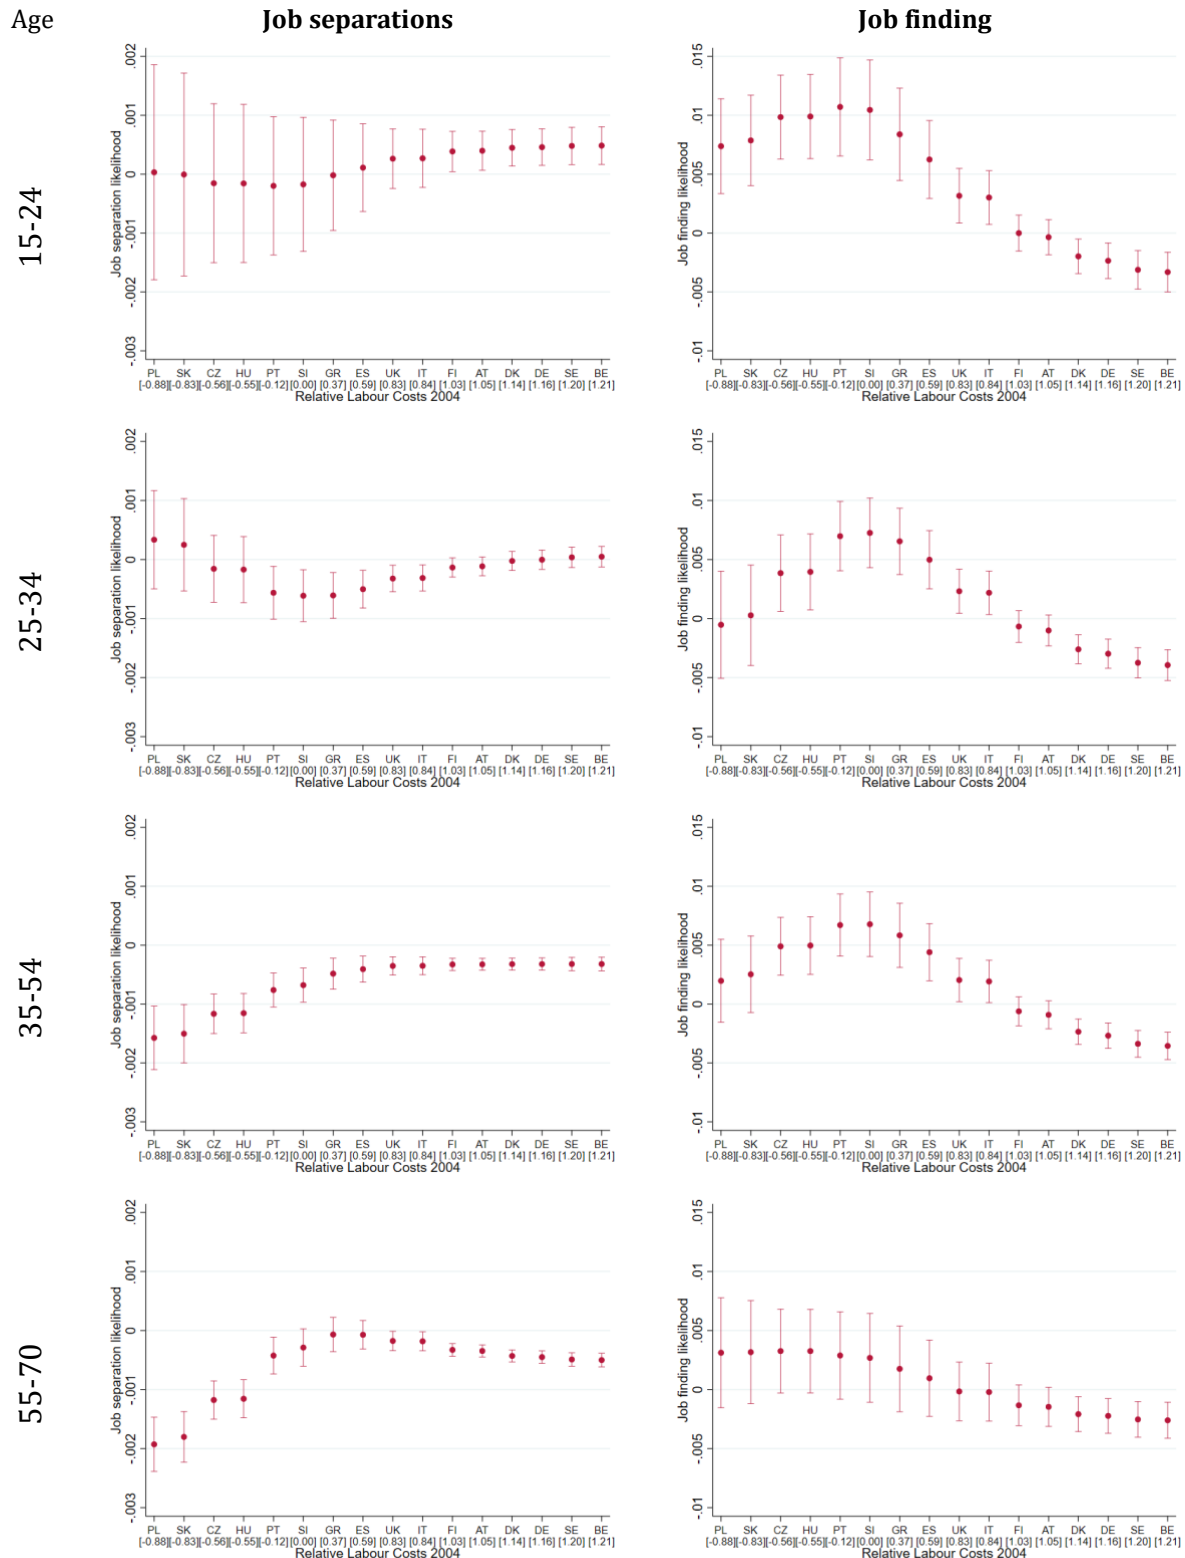 Age Job separations Job finding
15-24
Job separation likelihood
.002
.001
0
-.001
-.002
-.003
PL SK CZ HU PT SI GR ES UK IT FI AT DK DE SE BE
[-0.88][-0.83][-0.56][-0.55][-0.12][0.00] [0.37] [0.59] [0.83] [0.84] [1.03] [1.05] [1.14] [1.16] [1.20] [1.21]
Relative Labour Costs 2004
Job finding likelihood
.015
.01
.005
0
-.005
-.01
PL SK CZ HU PT SI GR ES UK IT FI AT DK DE SE BE
[-0.88][-0.83][-0.56][-0.55][-0.12][0.00] [0.37] [0.59] [0.83] [0.84] [1.03] [1.05] [1.14] [1.16] [1.20] [1.21]
Relative Labour Costs 2004
25-34
Job separation likelihood
.002
.001
0
-.001
-.002
-.003
PL SK CZ HU PT SI GR ES UK IT FI AT DK DE SE BE
[-0.88][-0.83][-0.56][-0.55][-0.12][0.00] [0.37] [0.59] [0.83] [0.84] [1.03] [1.05] [1.14] [1.16] [1.20] [1.21]
Relative Labour Costs 2004
Job finding likelihood
.015
.01
.005
0
-.005
-.01
PL SK CZ HU PT SI GR ES UK IT FI AT DK DE SE BE
[-0.88][-0.83][-0.56][-0.55][-0.12][0.00] [0.37] [0.59] [0.83] [0.84] [1.03] [1.05] [1.14] [1.16] [1.20] [1.21]
Relative Labour Costs 2004
35-54
Job separation likelihood
.002
.001
0
-.001
-.002
-.003
PL SK CZ HU PT SI GR ES UK IT FI AT DK DE SE BE
[-0.88][-0.83][-0.56][-0.55][-0.12][0.00] [0.37] [0.59] [0.83] [0.84] [1.03] [1.05] [1.14] [1.16] [1.20] [1.21]
Relative Labour Costs 2004
Job finding likelihood
.015
.01
.005
0
-.005
-.01
PL SK CZ HU PT SI GR ES UK IT FI AT DK DE SE BE
[-0.88][-0.83][-0.56][-0.55][-0.12][0.00] [0.37] [0.59] [0.83] [0.84] [1.03] [1.05] [1.14] [1.16] [1.20] [1.21]
Relative Labour Costs 2004
55-70
Job separation likelihood
.002
.001
0
-.001
-.002
-.003
PL SK CZ HU PT SI GR ES UK IT FI AT DK DE SE BE
[-0.88][-0.83][-0.56][-0.55][-0.12][0.00] [0.37] [0.59] [0.83] [0.84] [1.03] [1.05] [1.14] [1.16] [1.20] [1.21]
Relative Labour Costs 2004
Job finding likelihood
.015
.01
.005
0
-.005
-.01
PL SK CZ HU PT SI GR ES UK IT FI AT DK DE SE BE
[-0.88][-0.83][-0.56][-0.55][-0.12][0.00] [0.37] [0.59] [0.83] [0.84] [1.03] [1.05] [1.14] [1.16] [1.20] [1.21]
Relative Labour Costs 2004